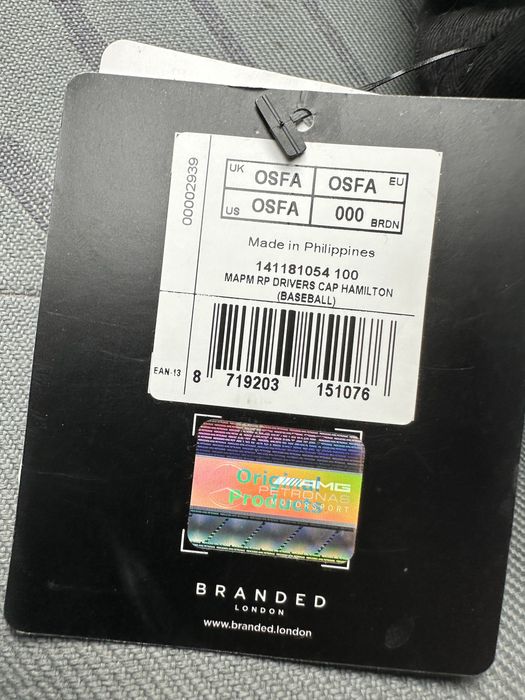 00002939
UK OSFA OSFA EU
US OSFA 000 BRDN
Made in Philippines
141181054 100
MAPM RP DRIVERS CAP HAMILTON
(BASEBALL)
EAN-13
8 719203 151076
Original
Products
AMG
PETRONAS
MOTORSPORT
BRANDED
LONDON
www.branded.london